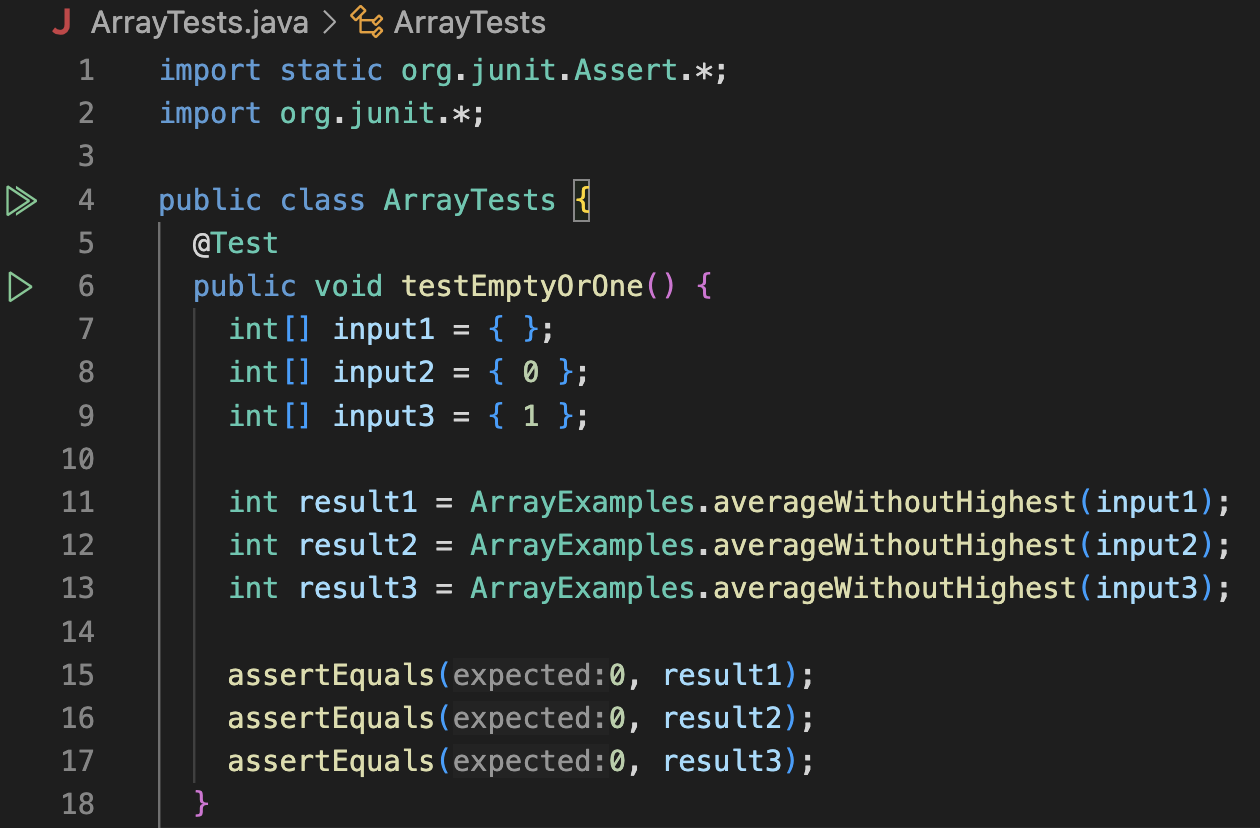 J ArrayTests.java > ArrayTests
1 import static org.junit.Assert.*;
2 import org.junit.*;
3
4 public class ArrayTests {
5 @Test
6 public void testEmptyOrOne() {
7 int[] input1 = { };
8 int[] input2 = { 0 };
9 int[] input3 = { 1 };
10
11 int result1 = ArrayExamples.averageWithoutHighest(input1);
12 int result2 = ArrayExamples.averageWithoutHighest(input2);
13 int result3 = ArrayExamples.averageWithoutHighest(input3);
14
15 assertEquals(expected:0, result1);
16 assertEquals(expected:0, result2);
17 assertEquals(expected:0, result3);
18 }